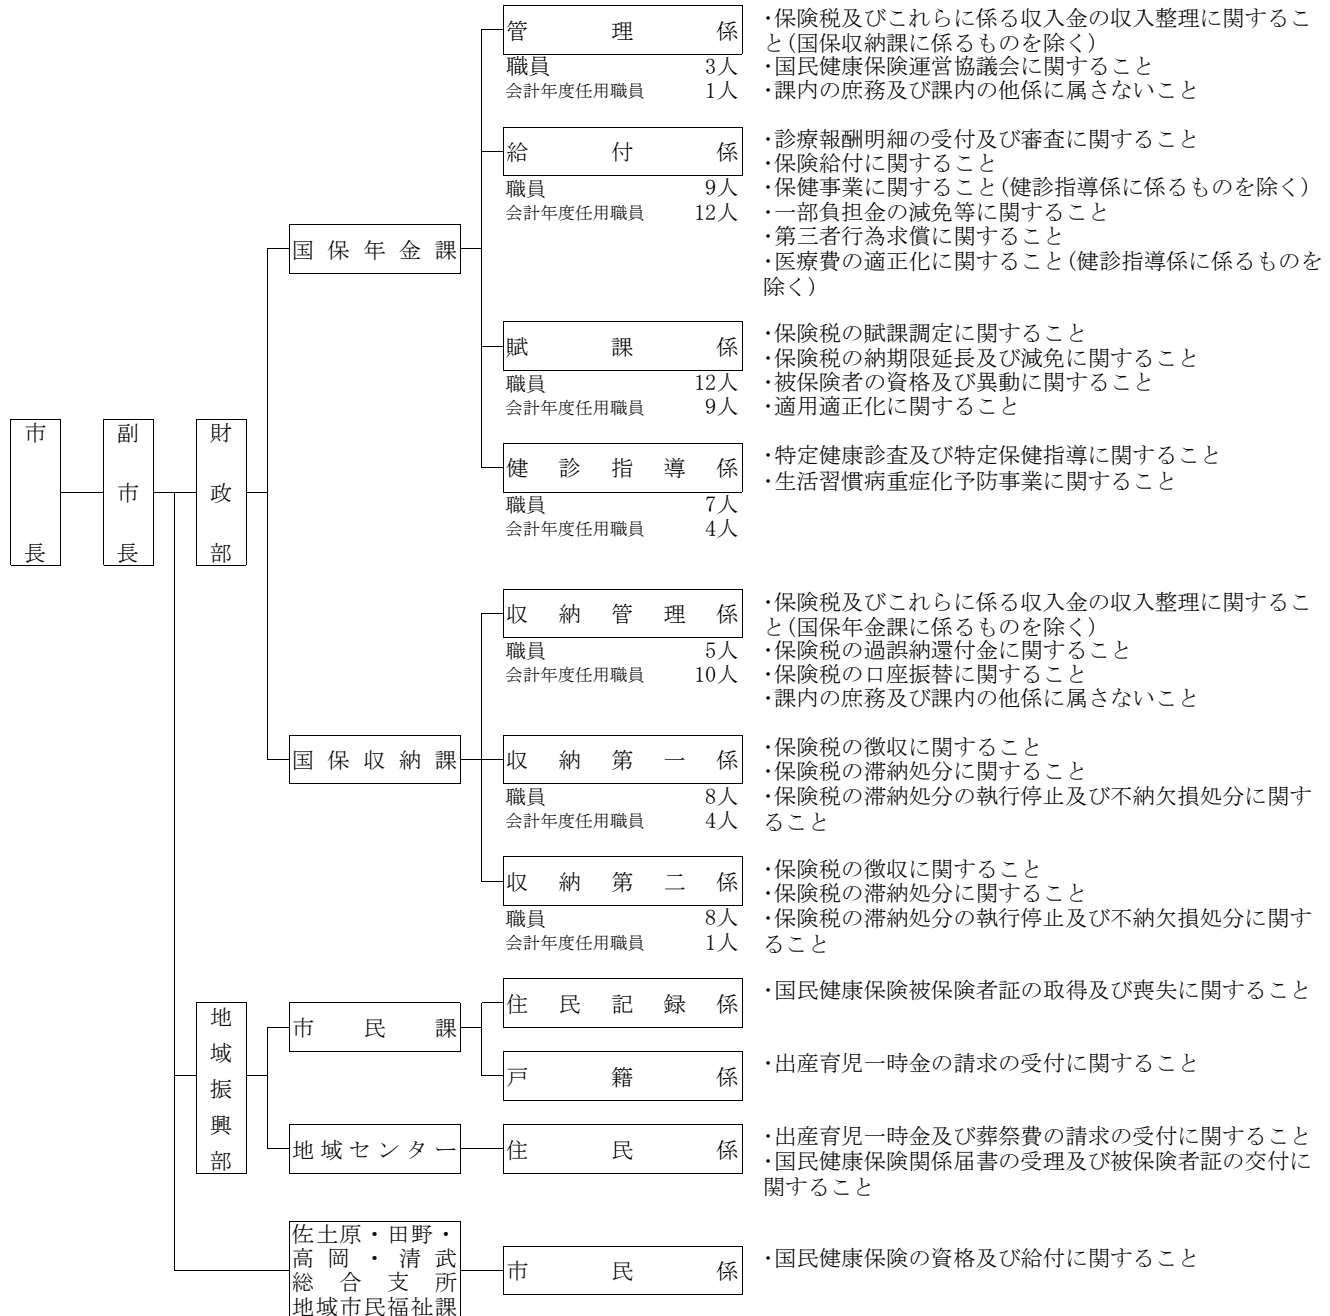 市長
副市長
財政部
国保年金課
管理係
職員 3人
会計年度任用職員 1人
・保険税及びこれらに係る収入金の収入整理に関するこ
と(国保収納課に係るものを除く)
・国民健康保険運営協議会に関すること
・課内の庶務及び課内の他係に属さないこと
給付係
職員 9人
会計年度任用職員 12人
・診療報酬明細の受付及び審査に関すること
・保険給付に関すること
・保健事業に関すること(健診指導係に係るものを除く)
・一部負担金の減免等に関すること
・第三者行為求償に関すること
・医療費の適正化に関すること(健診指導係に係るものを
除く)
賦課係
職員 12人
会計年度任用職員 9人
・保険税の賦課調定に関すること
・保険税の納期限延長及び減免に関すること
・被保険者の資格及び異動に関すること
・適用適正化に関すること
健診指導係
職員 7人
会計年度任用職員 4人
・特定健康診査及び特定保健指導に関すること
・生活習慣病重症化予防事業に関すること
国保収納課
収納管理係
職員 5人
会計年度任用職員 10人
・保険税及びこれらに係る収入金の収入整理に関するこ
と(国保年金課に係るものを除く)
・保険税の過誤納還付金に関すること
・保険税の口座振替に関すること
・課内の庶務及び課内の他係に属さないこと
収納第一係
職員 8人
会計年度任用職員 4人
・保険税の徴収に関すること
・保険税の滞納処分に関すること
・保険税の滞納処分の執行停止及び不納欠損処分に関す
ること
収納第二係
職員 8人
会計年度任用職員 1人
・保険税の徴収に関すること
・保険税の滞納処分に関すること
・保険税の滞納処分の執行停止及び不納欠損処分に関す
ること
地域振興部
市民課
住民記録係
・国民健康保険被保険者証の取得及び喪失に関すること
戸籍係
・出産育児一時金の請求の受付に関すること
地域センター
住民係
・出産育児一時金及び葬祭費の請求の受付に関すること
・国民健康保険関係届書の受理及び被保険者証の交付に
関すること
佐土原・田野・
高岡・清武
総合支所
地域市民福祉課
市民係
・国民健康保険の資格及び給付に関すること